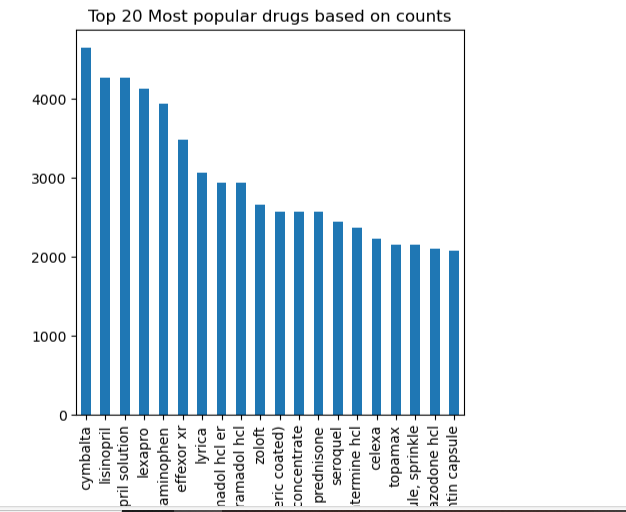 Top 20 Most popular drugs based on counts
4000
3000
2000
1000
0
cymbalta
lisinopril
pril solution
lexapro
aminophen
effexor xr
lyrica
madol hcl er
ramadol hcl
zoloft
eric coated)
concentrate
prednisone
seroquel
termine hcl
celexa
topamax
ule, sprinkle
azodone hcl
ntin capsule